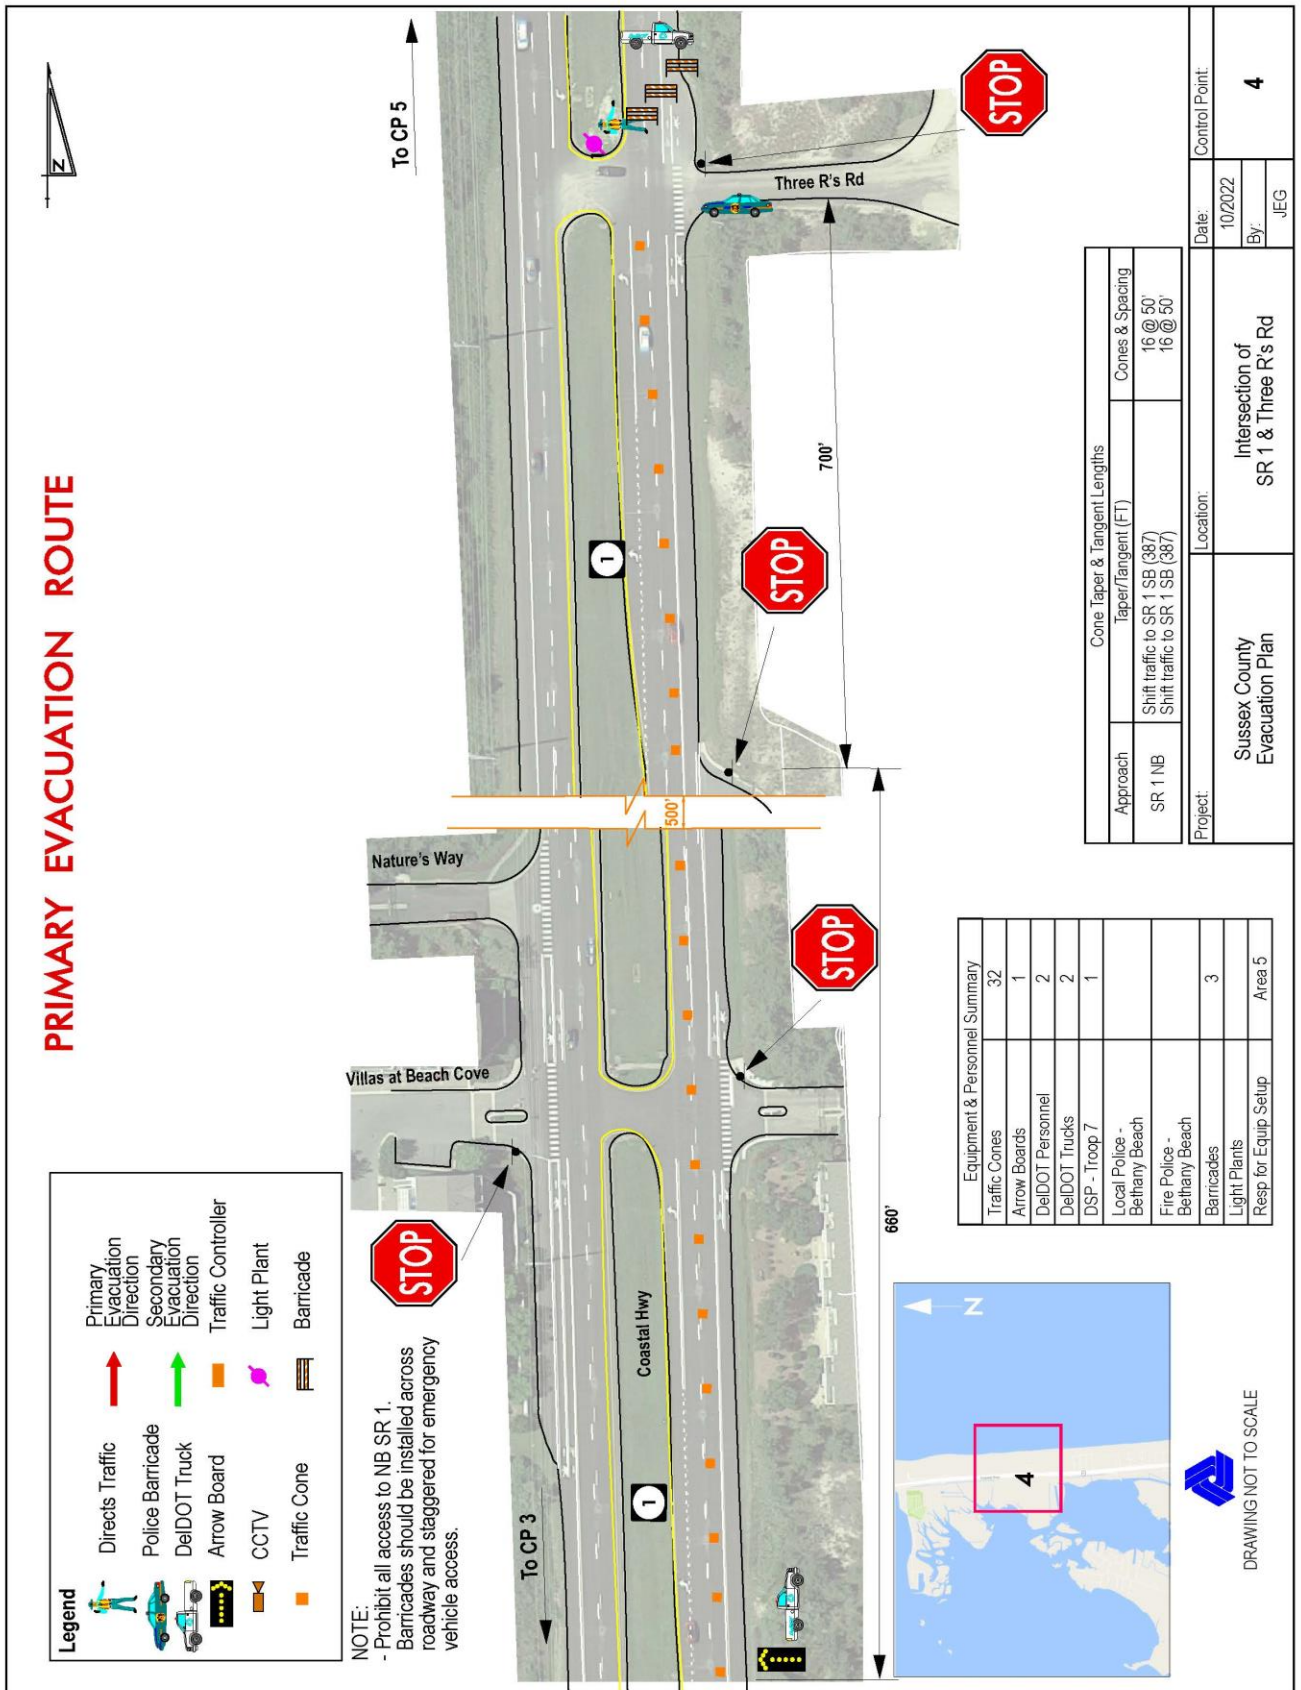 PRIMARY EVACUATION ROUTE
Legend
Directs Traffic
Police Barricade
DelDOT Truck
Arrow Board
CCTV
Traffic Cone
Primary
Evacuation
Direction
Secondary
Evacuation
Direction
Traffic Controller
Light Plant
Barricade
NOTE:
- Prohibit all access to NB SR 1.
Barricades should be installed across
roadway and staggered for emergency
vehicle access.
N
To CP 3
To CP 5
STOP
Villas at Beach Cove
Nature's Way
Coastal Hwy
1
1
500'
STOP
STOP
STOP
Three R's Rd
660'
700'
N
4
DRAWING NOT TO SCALE
Equipment & Personnel Summary
Traffic Cones 32
Arrow Boards 1
DelDOT Personnel 2
DelDOT Trucks 2
DSP - Troop 7 1
Local Police -
Bethany Beach
Fire Police -
Bethany Beach
Barricades 3
Light Plants
Resp for Equip Setup Area 5
Cone Taper & Tangent Lengths
Approach Taper/Tangent (FT) Cones & Spacing
SR 1 NB
Shift traffic to SR 1 SB (387) 16 @ 50'
Shift traffic to SR 1 SB (387) 16 @ 50'
Project:
Sussex County
Evacuation Plan
Location:
Intersection of
SR 1 & Three R's Rd
Date:
10/2022
By:
JEG
Control Point:
4